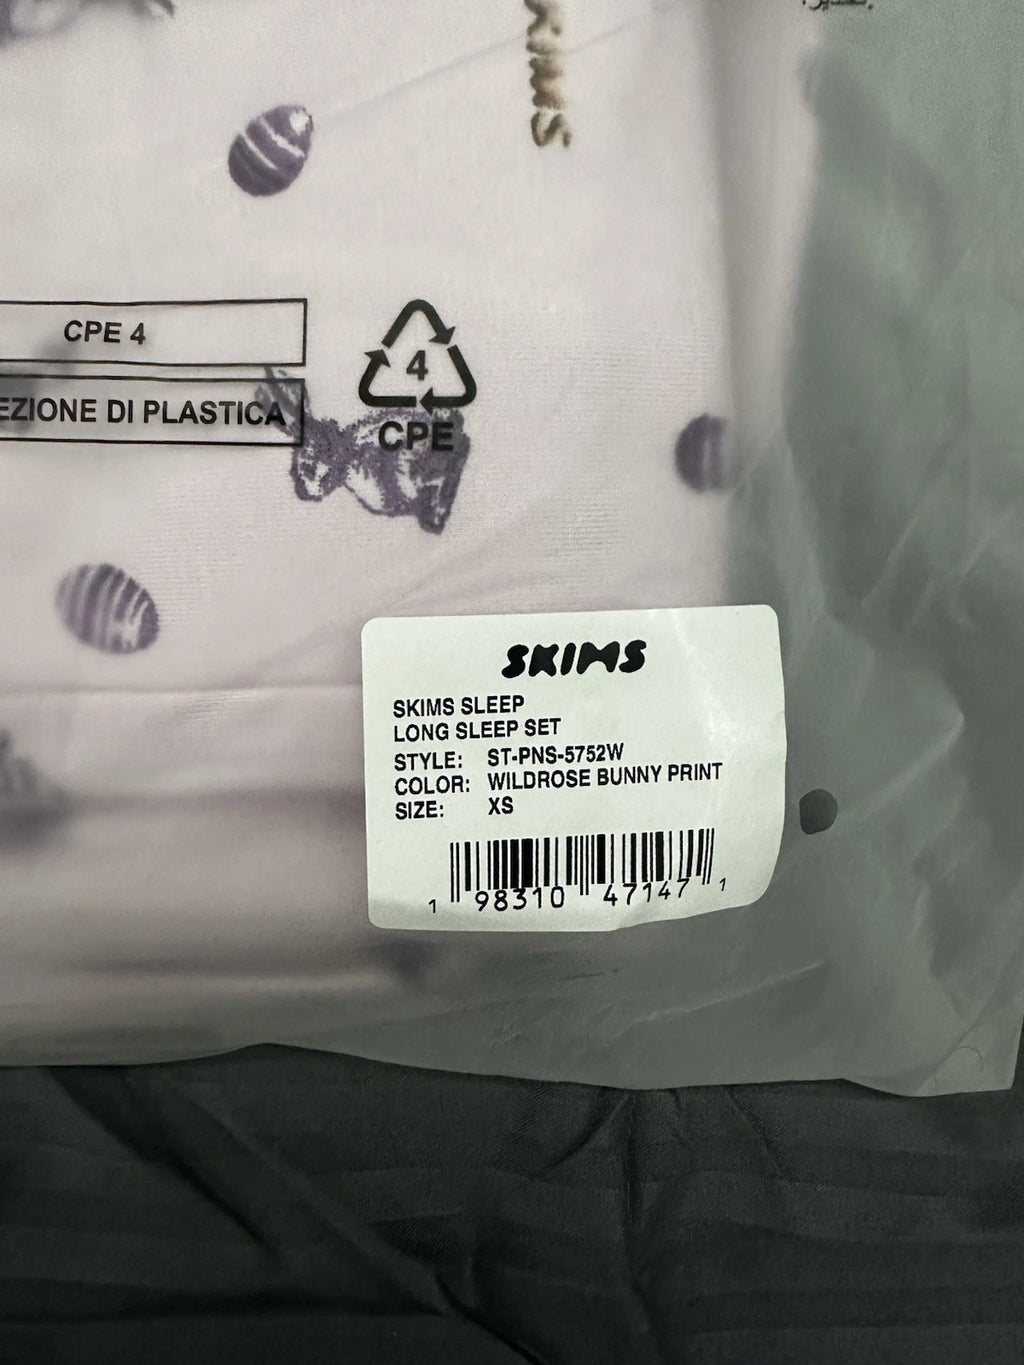 SKIMS
CPE 4
EZIONE DI PLASTICA
4
CPE
SKIMS
SKIMS SLEEP
LONG SLEEP SET
STYLE: ST-PNS-5752W
COLOR: WILDROSE BUNNY PRINT
SIZE: XS
1 98310 47147 1